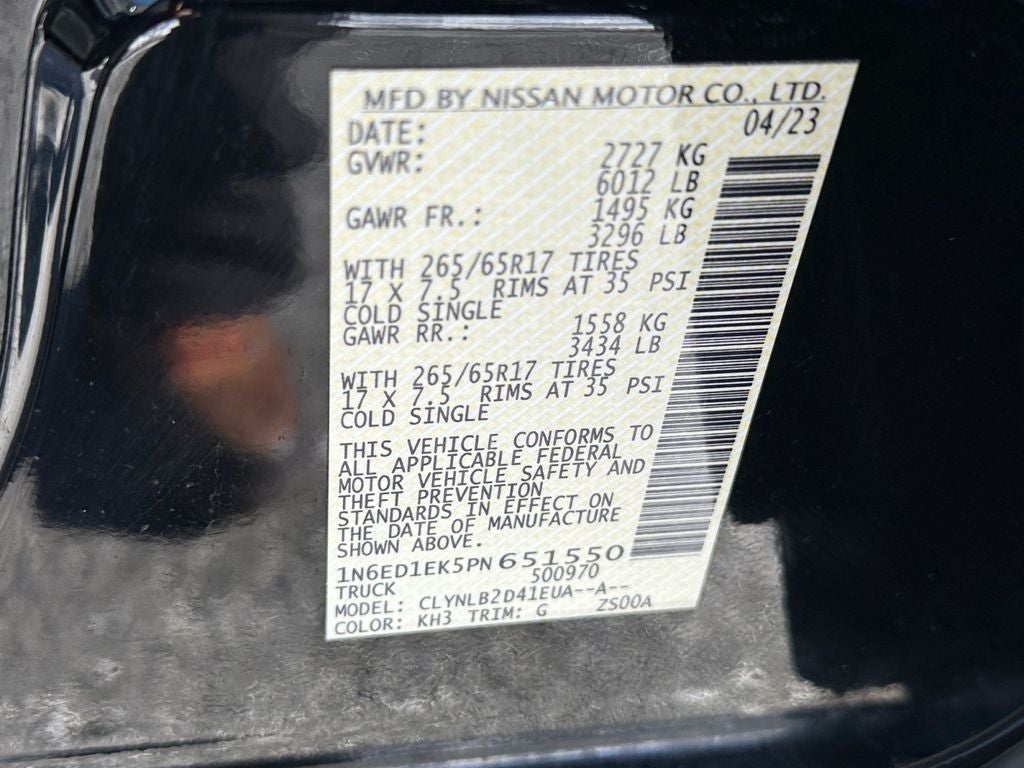 MFD BY NISSAN MOTOR CO., LTD.
DATE: 04/23
GVWR: 2727 KG
6012 LB
GAWR FR.: 1495 KG
3296 LB
WITH 265/65R17 TIRES
17 X 7.5 RIMS AT 35 PSI
COLD SINGLE
GAWR RR.: 1558 KG
3434 LB
WITH 265/65R17 TIRES
17 X 7.5 RIMS AT 35 PSI
COLD SINGLE
THIS VEHICLE CONFORMS TO
ALL APPLICABLE FEDERAL
MOTOR VEHICLE SAFETY AND
THEFT PREVENTION
STANDARDS IN EFFECT ON
THE DATE OF MANUFACTURE
SHOWN ABOVE.
1N6ED1EK5PN651550
TRUCK 500970
MODEL: CLYNLB2D41EUA--A--
COLOR: KH3 TRIM: G ZS00A